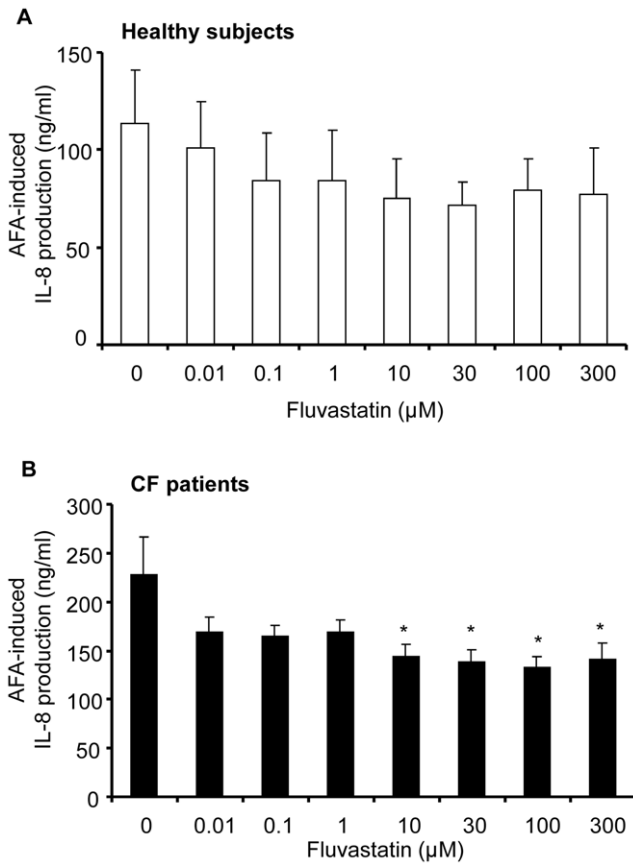 A
Healthy subjects
AFA-induced
IL-8 production (ng/ml)
150
100
50
0
0 0.01 0.1 1 10 30 100 300
Fluvastatin (µM)
B
CF patients
AFA-induced
IL-8 production (ng/ml)
300
250
200
150
100
50
0
* * * *
0 0.01 0.1 1 10 30 100 300
Fluvastatin (µM)